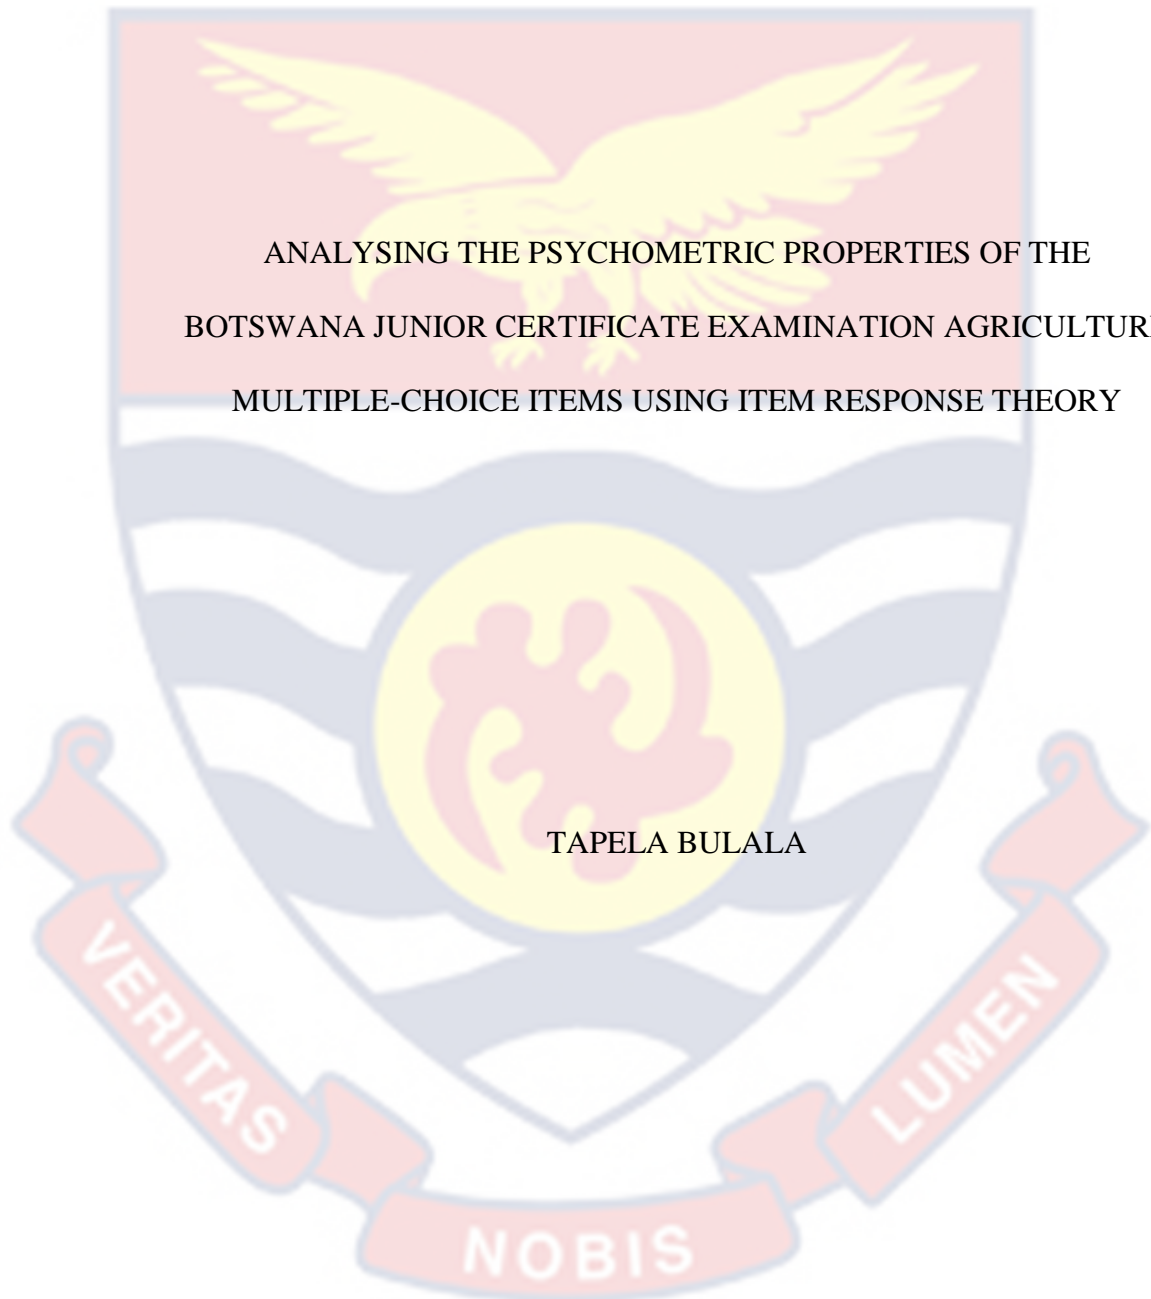 ANALYSING THE PSYCHOMETRIC PROPERTIES OF THE
BOTSWANA JUNIOR CERTIFICATE EXAMINATION AGRICULTURE
MULTIPLE-CHOICE ITEMS USING ITEM RESPONSE THEORY
TAPELA BULALA
VERITAS
NOBIS
LUMEN